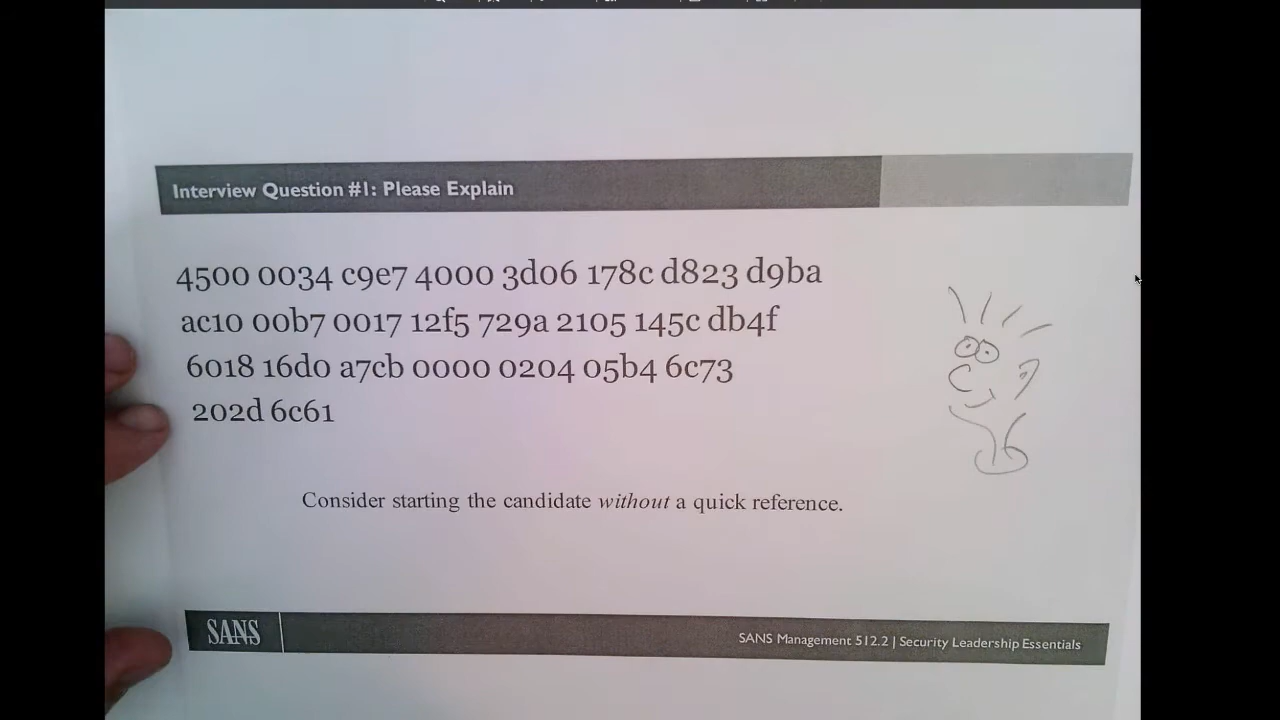 Interview Question #1: Please Explain
4500 0034 c9e7 4000 3d06 178c d823 d9ba
ac10 00b7 0017 12f5 729a 2105 145c db4f
6018 16d0 a7cb 0000 0204 05b4 6c73
202d 6c61
Consider starting the candidate without a quick reference.
SANS
SANS Management 512.2 | Security Leadership Essentials